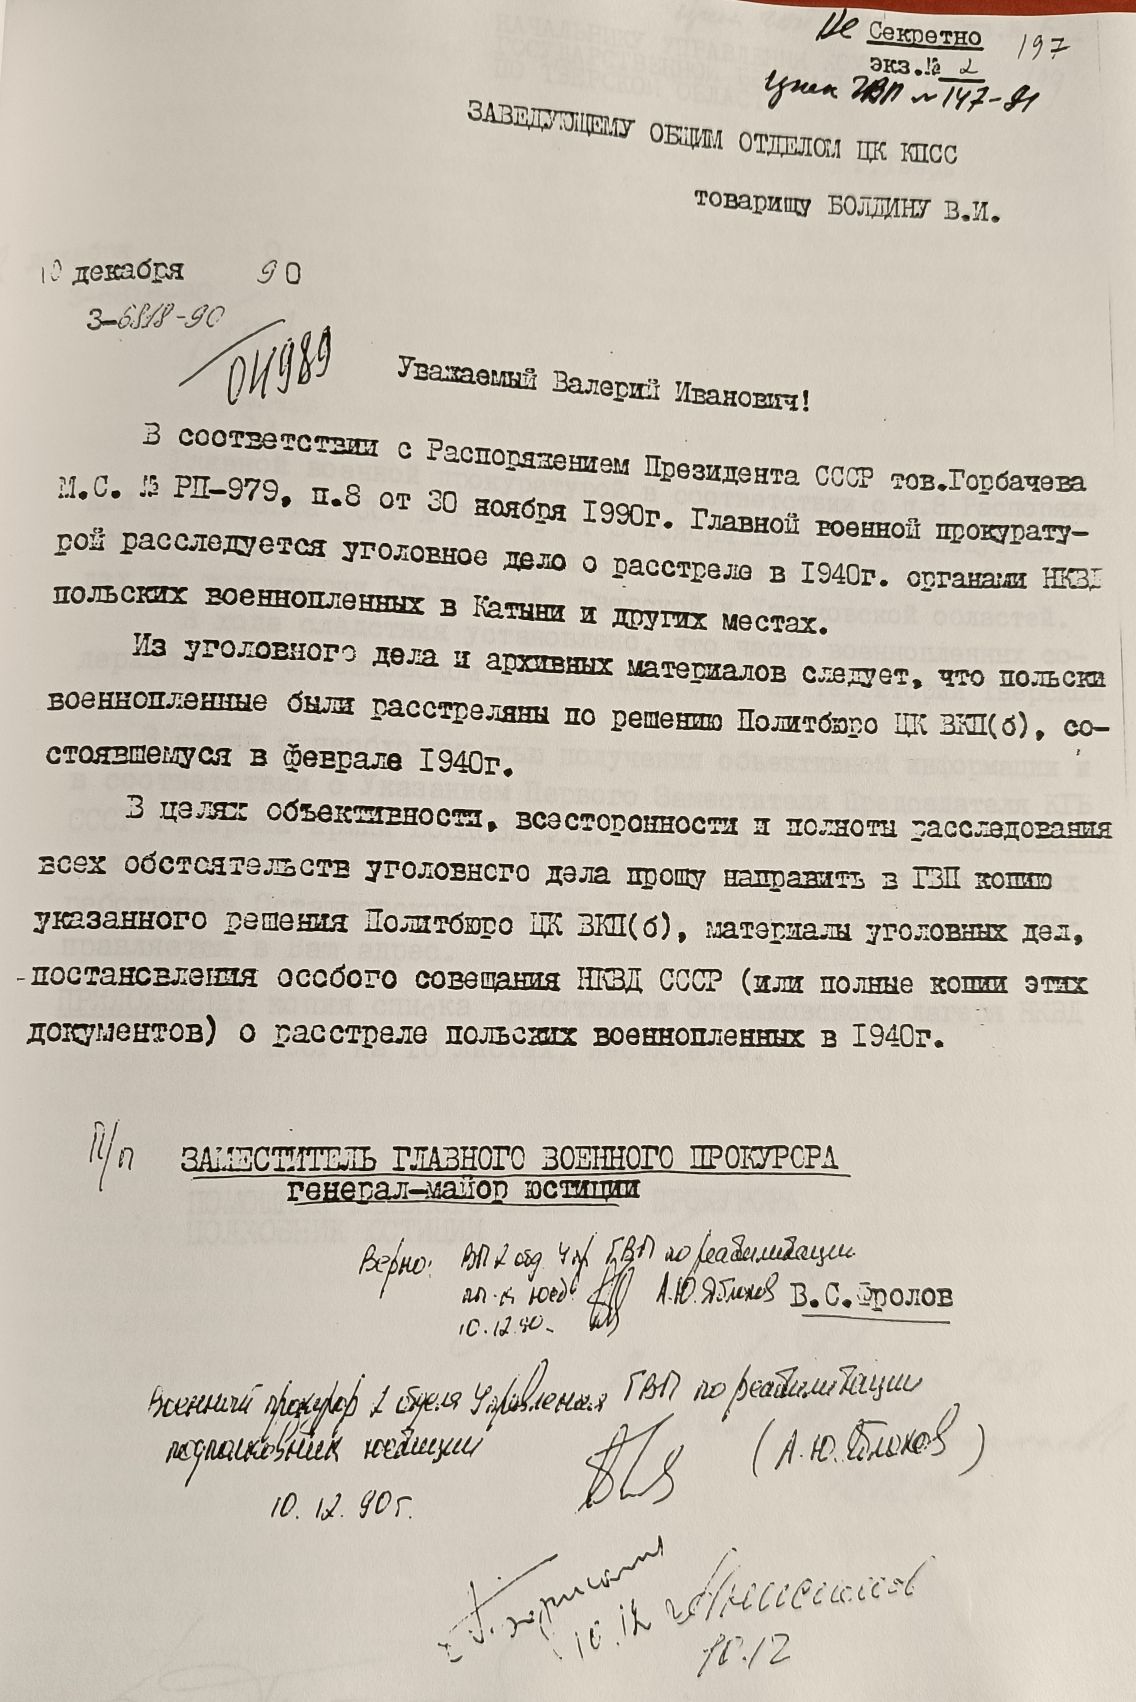 Не Секретно 197
экз.№ 2
ГВП № 147-91
ЗАВЕДУЮЩЕМУ ОБЩИМ ОТДЕЛОМ ЦК КПСС
товарищу БОЛДИНУ В.И.
10 декабря 90
3-6818-90
Уважаемый Валерий Иванович!
В соответствии с Распоряжением Президента СССР тов.Горбачева
М.С. № РП-979, п.8 от 30 ноября 1990г. Главной военной прокурату-
рой расследуется уголовное дело о расстреле в 1940г. органами НКВД
польских военнопленных в Катыни и других местах.
Из уголовного дела и архивных материалов следует, что польски
военнопленные были расстреляны по решению Политбюро ЦК ВКП(б), со-
стоявшемуся в феврале 1940г.
В целях объективности, всесторонности и полноты расследования
всех обстоятельств уголовного дела прошу направить в ГВП копию
указанного решения Политбюро ЦК ВКП(б), материалы уголовных дел,
постановления особого совещания НКВД СССР (или полные копии этих
документов) о расстреле польских военнопленных в 1940г.
П/п ЗАМЕСТИТЕЛЬ ГЛАВНОГО ВОЕННОГО ПРОКУРОРА
генерал-майор юстиции
Верно: ВП 2 отд. Упр ГВП по реабилитации
пп-к юст. А.Ю.Яблоков В.С.Фролов
10.12.90.
Военный прокурор 2 отдела Управления ГВП по реабилитации
подполковник юстиции (А.Ю.Яблоков)
10.12.90г.
10.12
10.12